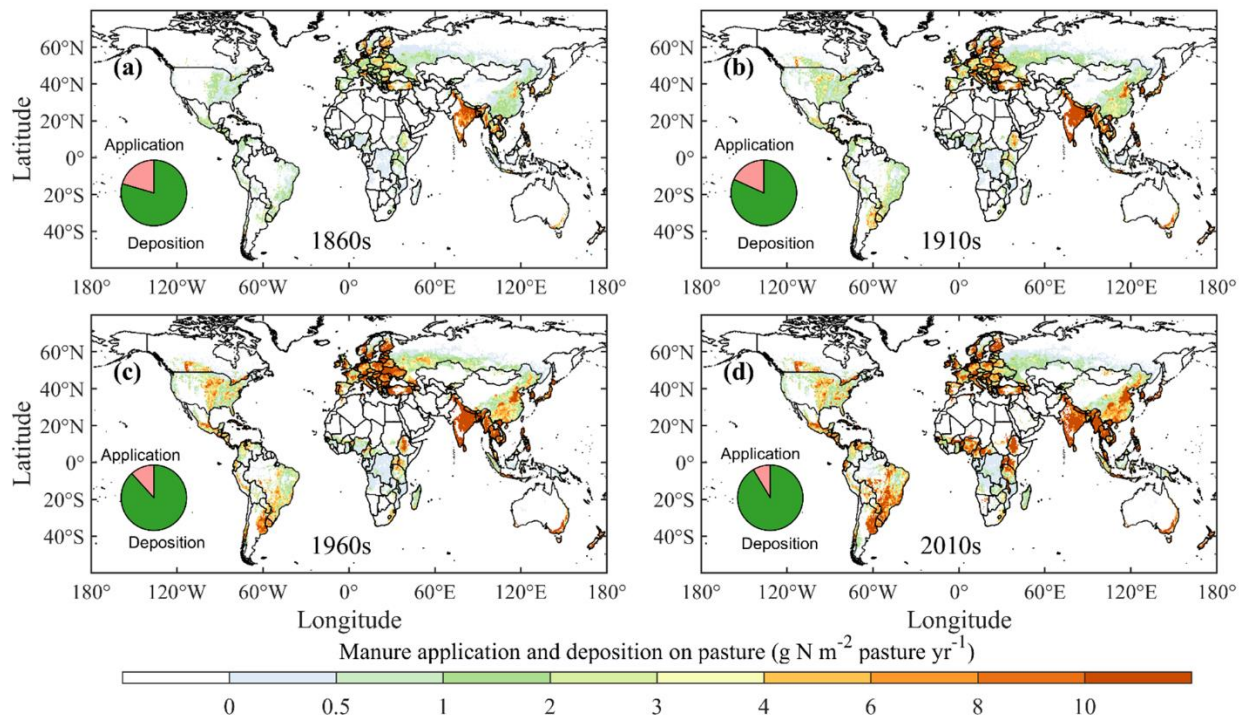 (a)
60°N
40°N
20°N
0°
20°S
40°S
Latitude
Application
Deposition
1860s
180° 120°W 60°W 0° 60°E 120°E 180°
(b)
60°N
40°N
20°N
0°
20°S
40°S
Application
Deposition
1910s
180° 120°W 60°W 0° 60°E 120°E 180°
(c)
60°N
40°N
20°N
0°
20°S
40°S
Latitude
Application
Deposition
1960s
180° 120°W 60°W 0° 60°E 120°E 180°
Longitude
(d)
60°N
40°N
20°N
0°
20°S
40°S
Application
Deposition
2010s
180° 120°W 60°W 0° 60°E 120°E 180°
Longitude
Manure application and deposition on pasture (g N m⁻² pasture yr⁻¹)
0 0.5 1 2 3 4 6 8 10